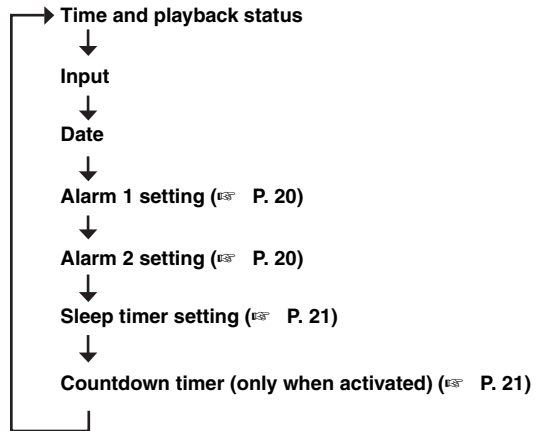 Time and playback status
Input
Date
Alarm 1 setting (☞ P. 20)
Alarm 2 setting (☞ P. 20)
Sleep timer setting (☞ P. 21)
Countdown timer (only when activated) (☞ P. 21)